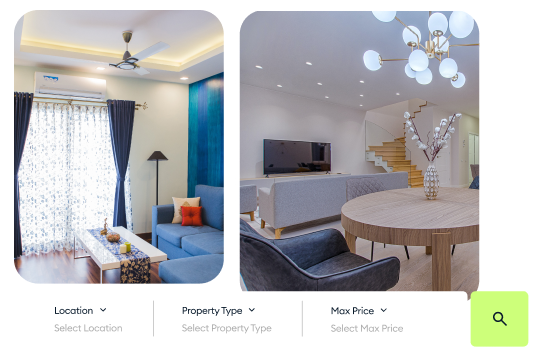 Location
Select Location
Property Type
Select Property Type
Max Price
Select Max Price